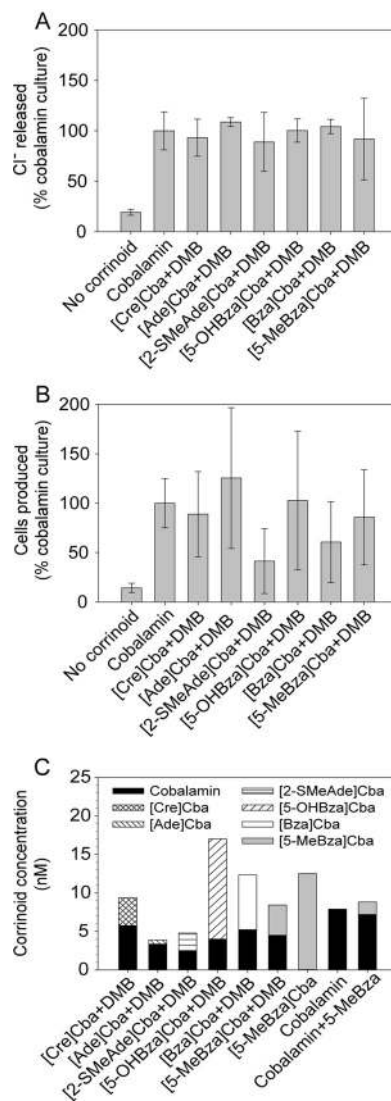 A
200
150
100
50
0
Cl⁻ released
(% cobalamin culture)
No corrinoid
Cobalamin
[Cre]Cba+DMB
[Ade]Cba+DMB
[2-SMeAde]Cba+DMB
[5-OHBza]Cba+DMB
[Bza]Cba+DMB
[5-MeBza]Cba+DMB
B
200
150
100
50
0
Cells produced
(% cobalamin culture)
No corrinoid
Cobalamin
[Cre]Cba+DMB
[Ade]Cba+DMB
[2-SMeAde]Cba+DMB
[5-OHBza]Cba+DMB
[Bza]Cba+DMB
[5-MeBza]Cba+DMB
C
25
20
15
10
5
0
Corrinoid concentration
(nM)
Cobalamin
[Cre]Cba
[Ade]Cba
[2-SMeAde]Cba
[5-OHBza]Cba
[Bza]Cba
[5-MeBza]Cba
[Cre]Cba+DMB
[Ade]Cba+DMB
[2-SMeAde]Cba+DMB
[5-OHBza]Cba+DMB
[Bza]Cba+DMB
[5-MeBza]Cba+DMB
[5-MeBza]Cba
Cobalamin
Cobalamin+5-MeBza